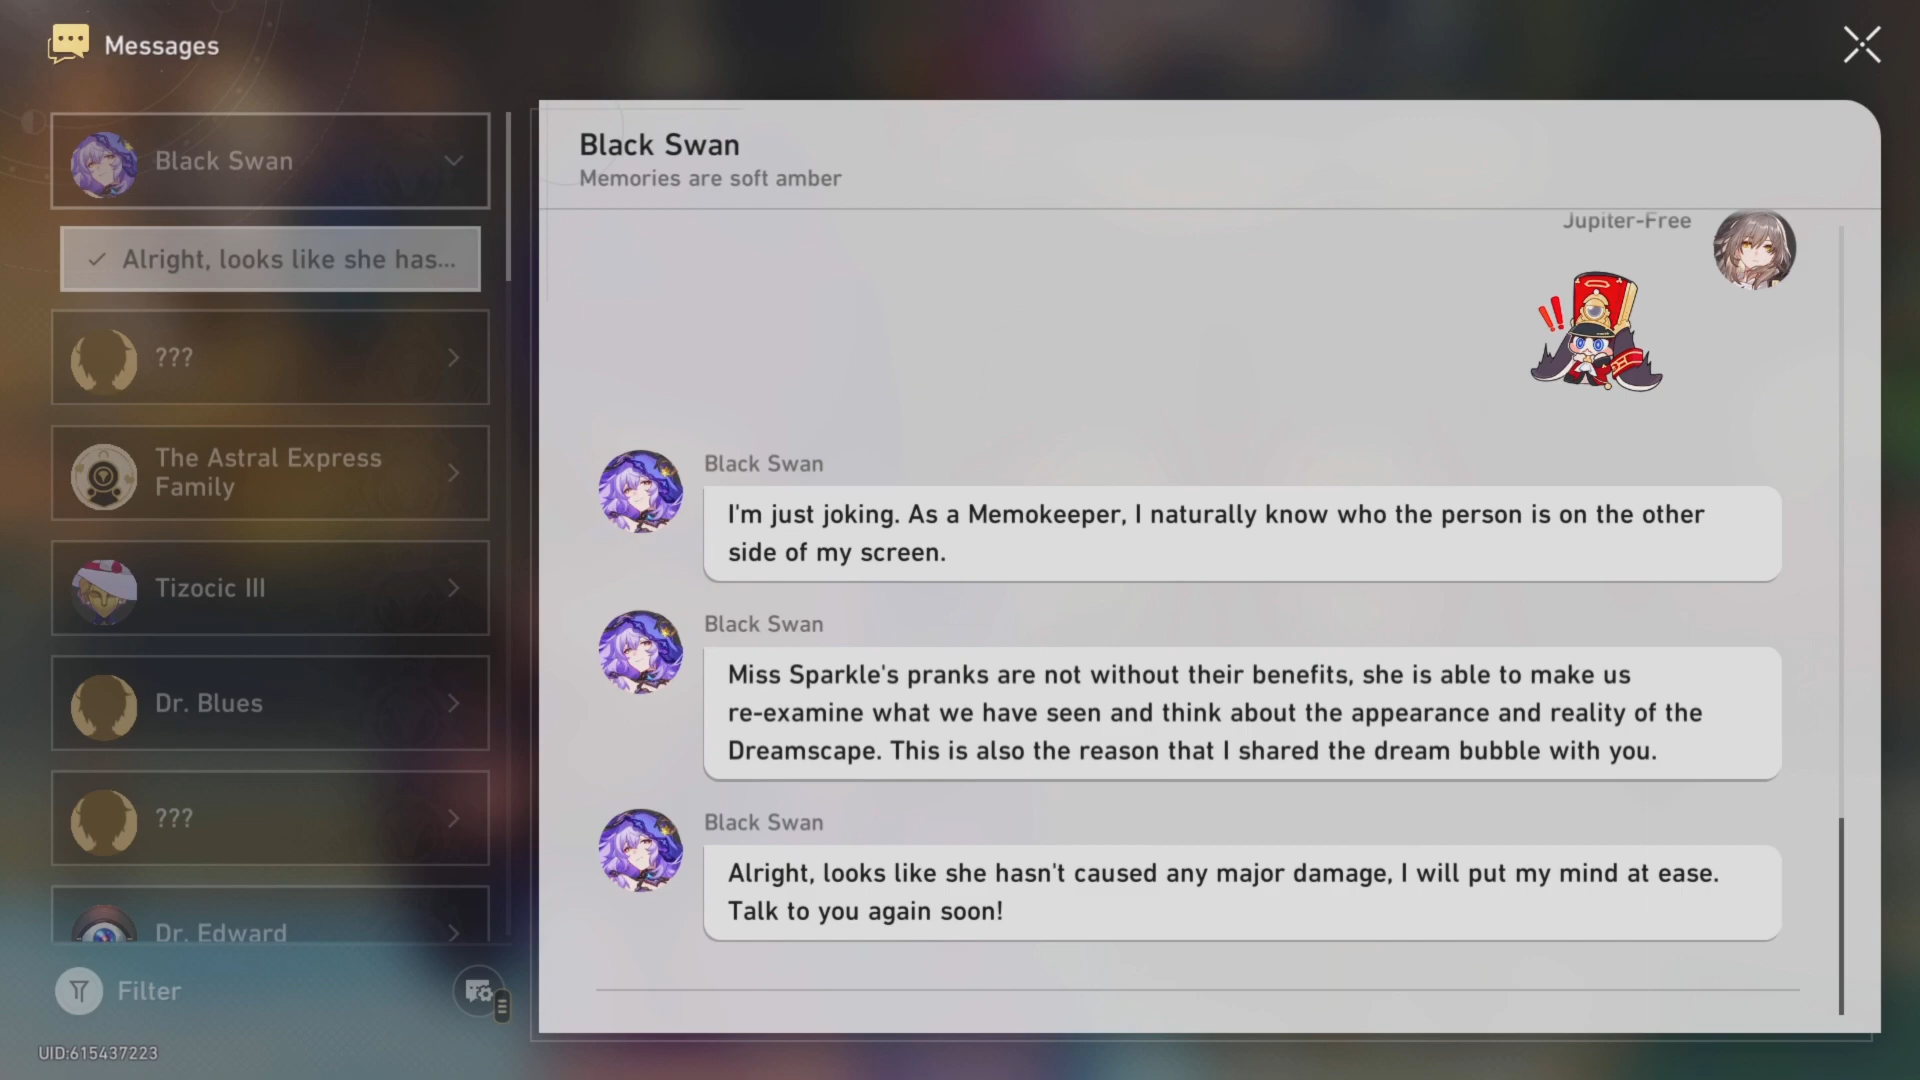 Messages
Black Swan
Alright, looks like she has...
???
The Astral Express
Family
Tizocic III
Dr. Blues
???
Dr. Edward
Filter
UID:615437223
Black Swan
Memories are soft amber
Jupiter-Free
!!
Black Swan
I'm just joking. As a Memokeeper, I naturally know who the person is on the other
side of my screen.
Black Swan
Miss Sparkle's pranks are not without their benefits, she is able to make us
re-examine what we have seen and think about the appearance and reality of the
Dreamscape. This is also the reason that I shared the dream bubble with you.
Black Swan
Alright, looks like she hasn't caused any major damage, I will put my mind at ease.
Talk to you again soon!